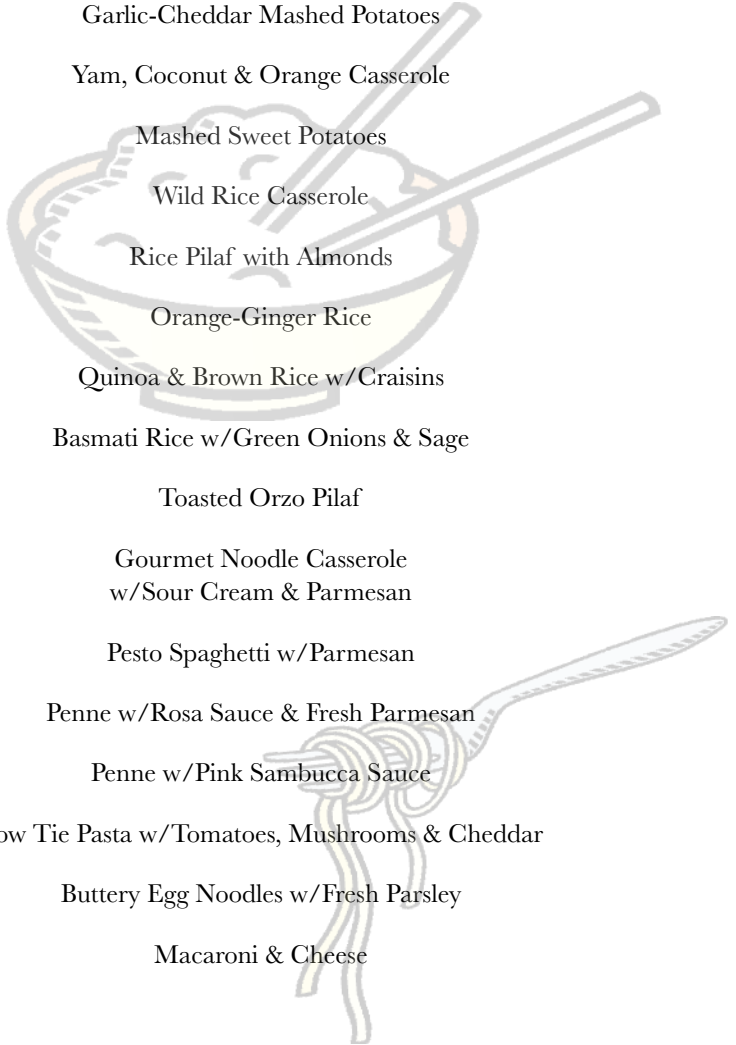 Garlic-Cheddar Mashed Potatoes
Yam, Coconut & Orange Casserole
Mashed Sweet Potatoes
Wild Rice Casserole
Rice Pilaf with Almonds
Orange-Ginger Rice
Quinoa & Brown Rice w/Craisins
Basmati Rice w/Green Onions & Sage
Toasted Orzo Pilaf
Gourmet Noodle Casserole
w/Sour Cream & Parmesan
Pesto Spaghetti w/Parmesan
Penne w/Rosa Sauce & Fresh Parmesan
Penne w/Pink Sambucca Sauce
ow Tie Pasta w/Tomatoes, Mushrooms & Cheddar
Buttery Egg Noodles w/Fresh Parsley
Macaroni & Cheese